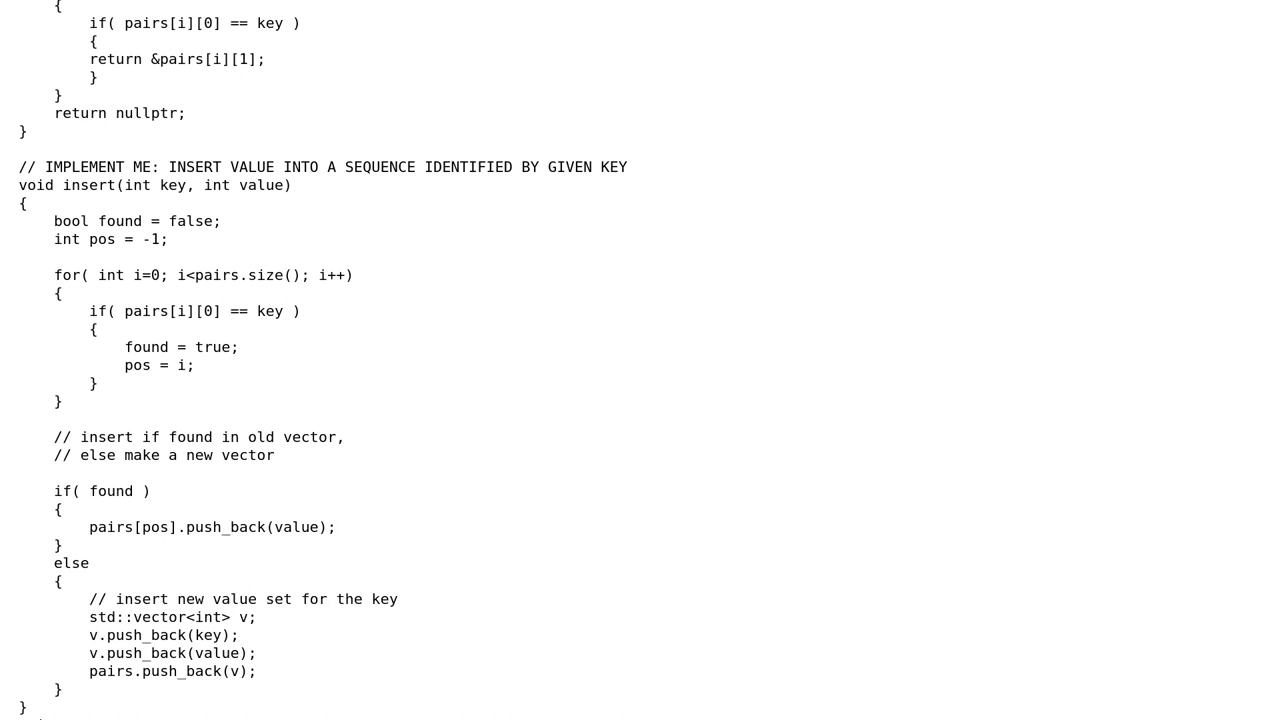 {
        if( pairs[i][0] == key )
        {
        return &pairs[i][1];
        }
    }
    return nullptr;
}

// IMPLEMENT ME: INSERT VALUE INTO A SEQUENCE IDENTIFIED BY GIVEN KEY
void insert(int key, int value)
{
    bool found = false;
    int pos = -1;

    for( int i=0; i<pairs.size(); i++)
    {
        if( pairs[i][0] == key )
        {
            found = true;
            pos = i;
        }
    }

    // insert if found in old vector,
    // else make a new vector

    if( found )
    {
        pairs[pos].push_back(value);
    }
    else
    {
        // insert new value set for the key
        std::vector<int> v;
        v.push_back(key);
        v.push_back(value);
        pairs.push_back(v);
    }
}